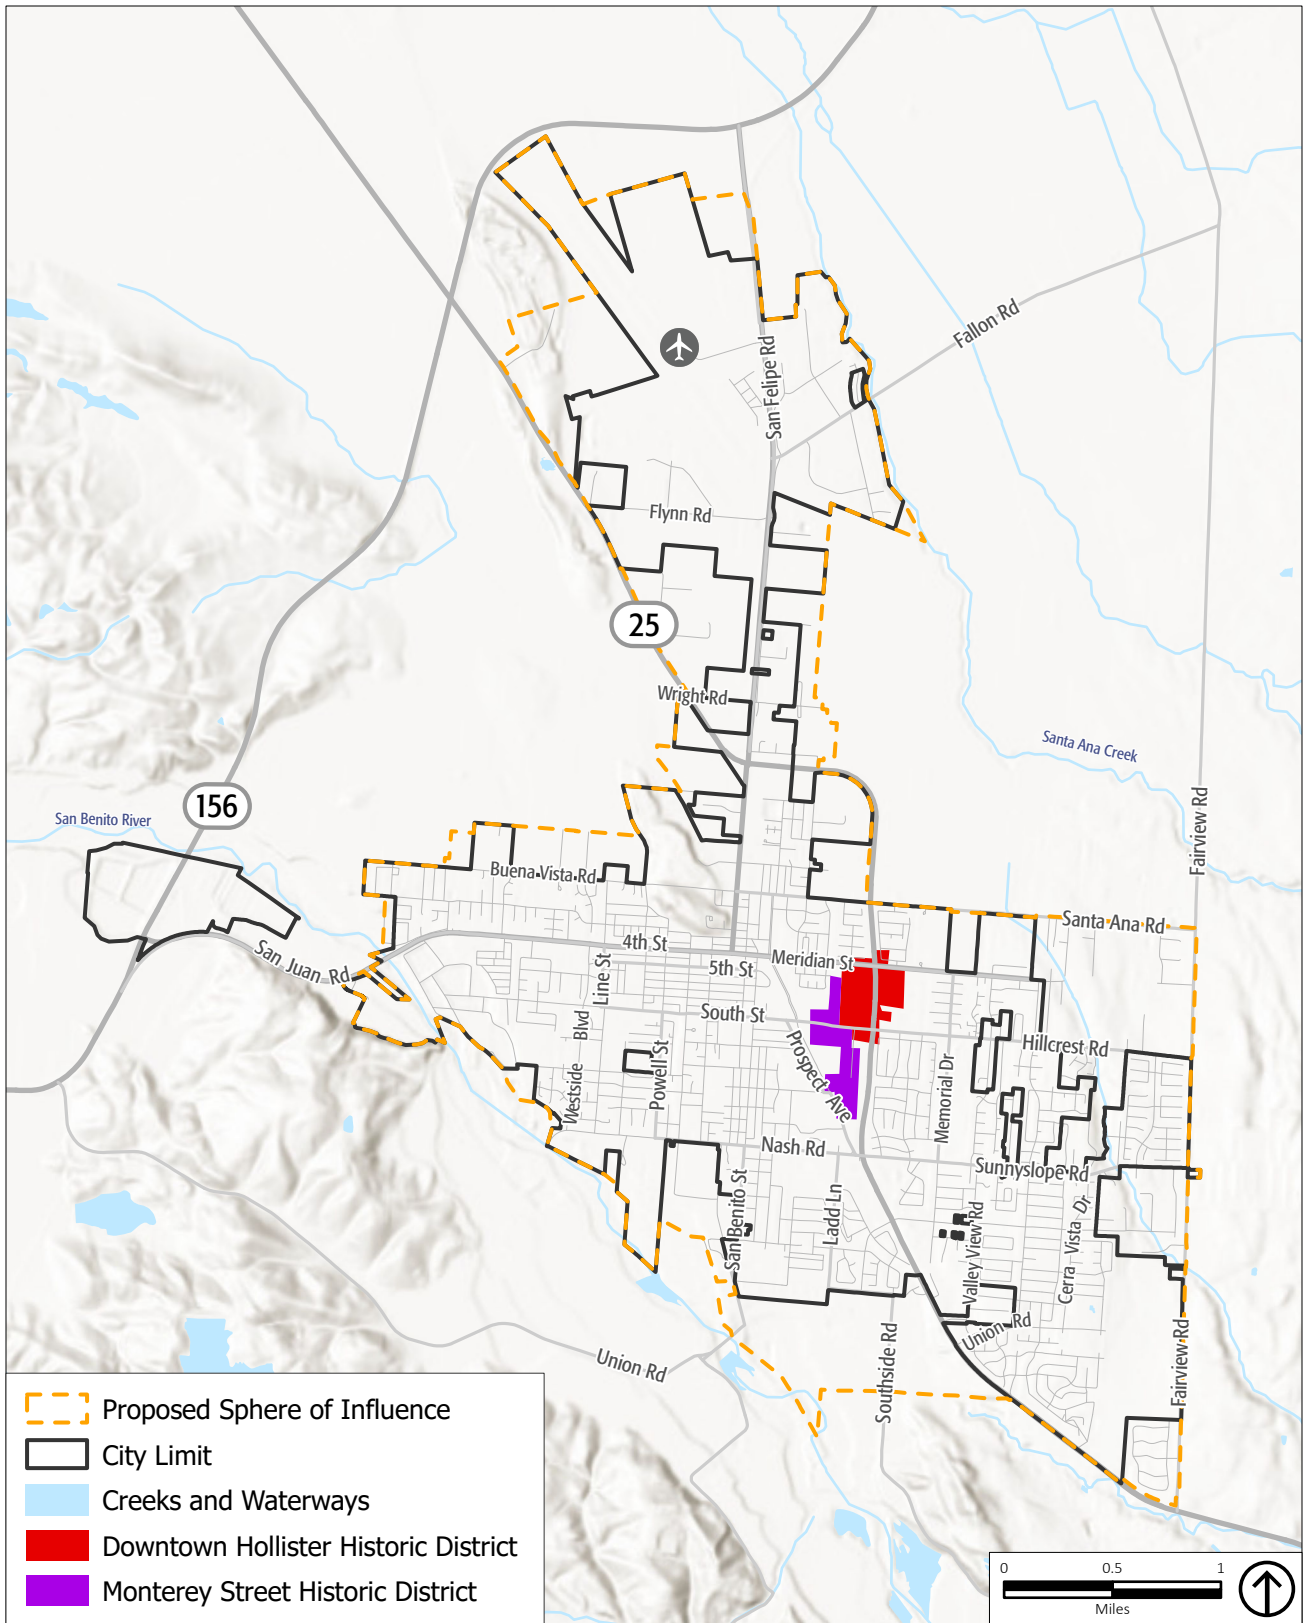 Fallon Rd
San Felipe Rd
Flynn Rd
25
Wright Rd
Santa Ana Creek
156
San Benito River
Fairview Rd
Buena Vista Rd
Santa Ana Rd
4th St
Meridian St
5th St
San Juan Rd
Line St
South St
Westside Blvd
Hillcrest Rd
Prospect Ave
Powell St
Memorial Dr
Nash Rd
Sunnyslope Rd
San Benito St
Ladd Ln
Valley View Rd
Cerra Vista Dr
Union Rd
Union Rd
Southside Rd
Fairview Rd
Proposed Sphere of Influence
City Limit
Creeks and Waterways
Downtown Hollister Historic District
Monterey Street Historic District
0 0.5 1
Miles